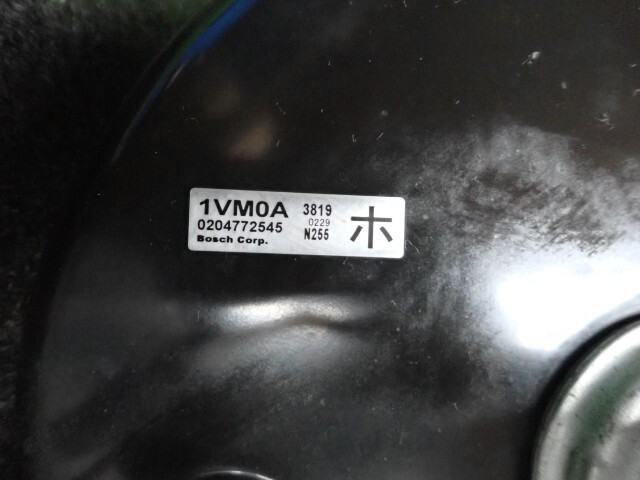 1VM0A 3819
0229
0204772545
Bosch Corp. N255
ホ